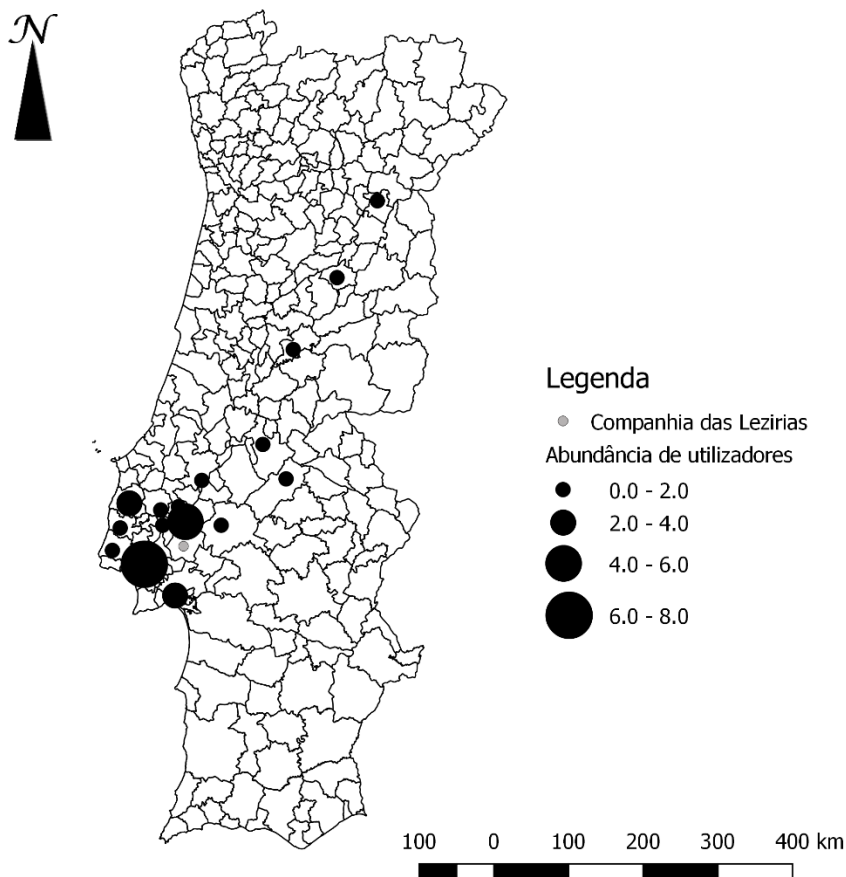 N
Legenda
Companhia das Lezirias
Abundância de utilizadores
0.0 - 2.0
2.0 - 4.0
4.0 - 6.0
6.0 - 8.0
100 0 100 200 300 400 km